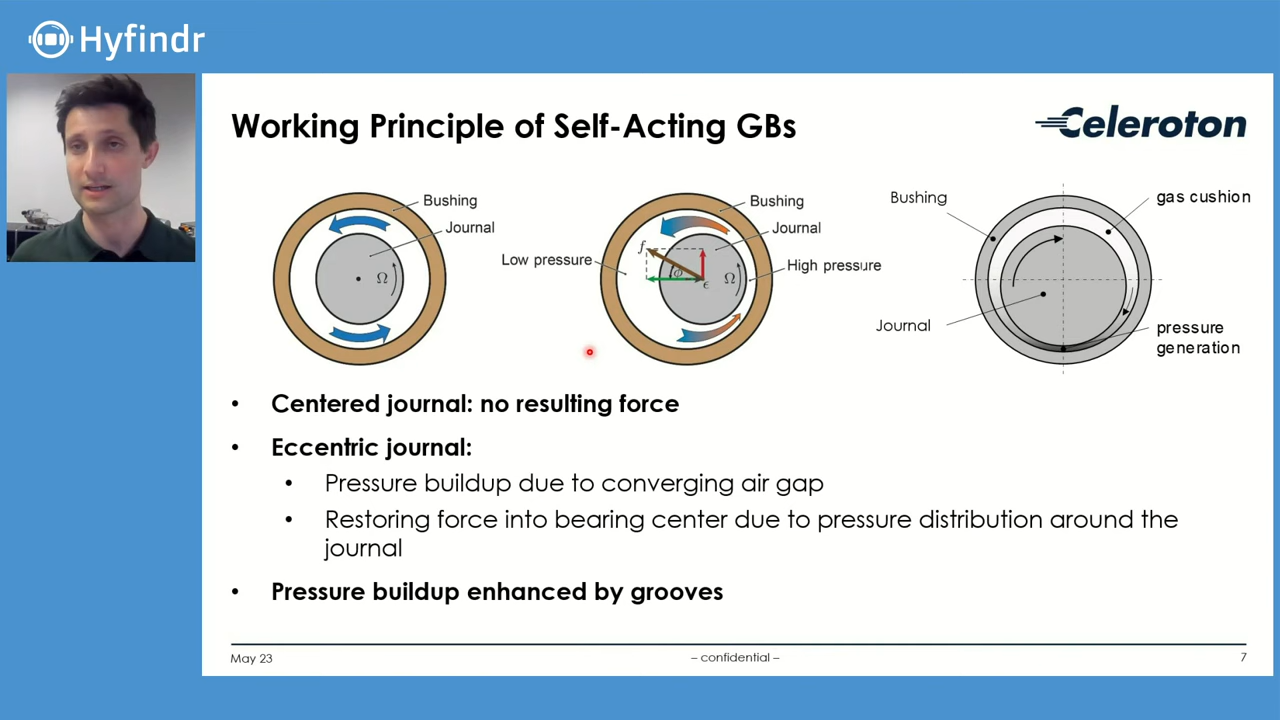 Hyfindr
Working Principle of Self-Acting GBs
Celeroton
Bushing
Journal
Ω
Low pressure
Bushing
Journal
High pressure
f
ϕ
ϵ
Ω
Bushing
gas cushion
Journal
pressure
generation
• Centered journal: no resulting force
• Eccentric journal:
• Pressure buildup due to converging air gap
• Restoring force into bearing center due to pressure distribution around the
journal
• Pressure buildup enhanced by grooves
May 23
– confidential –
7